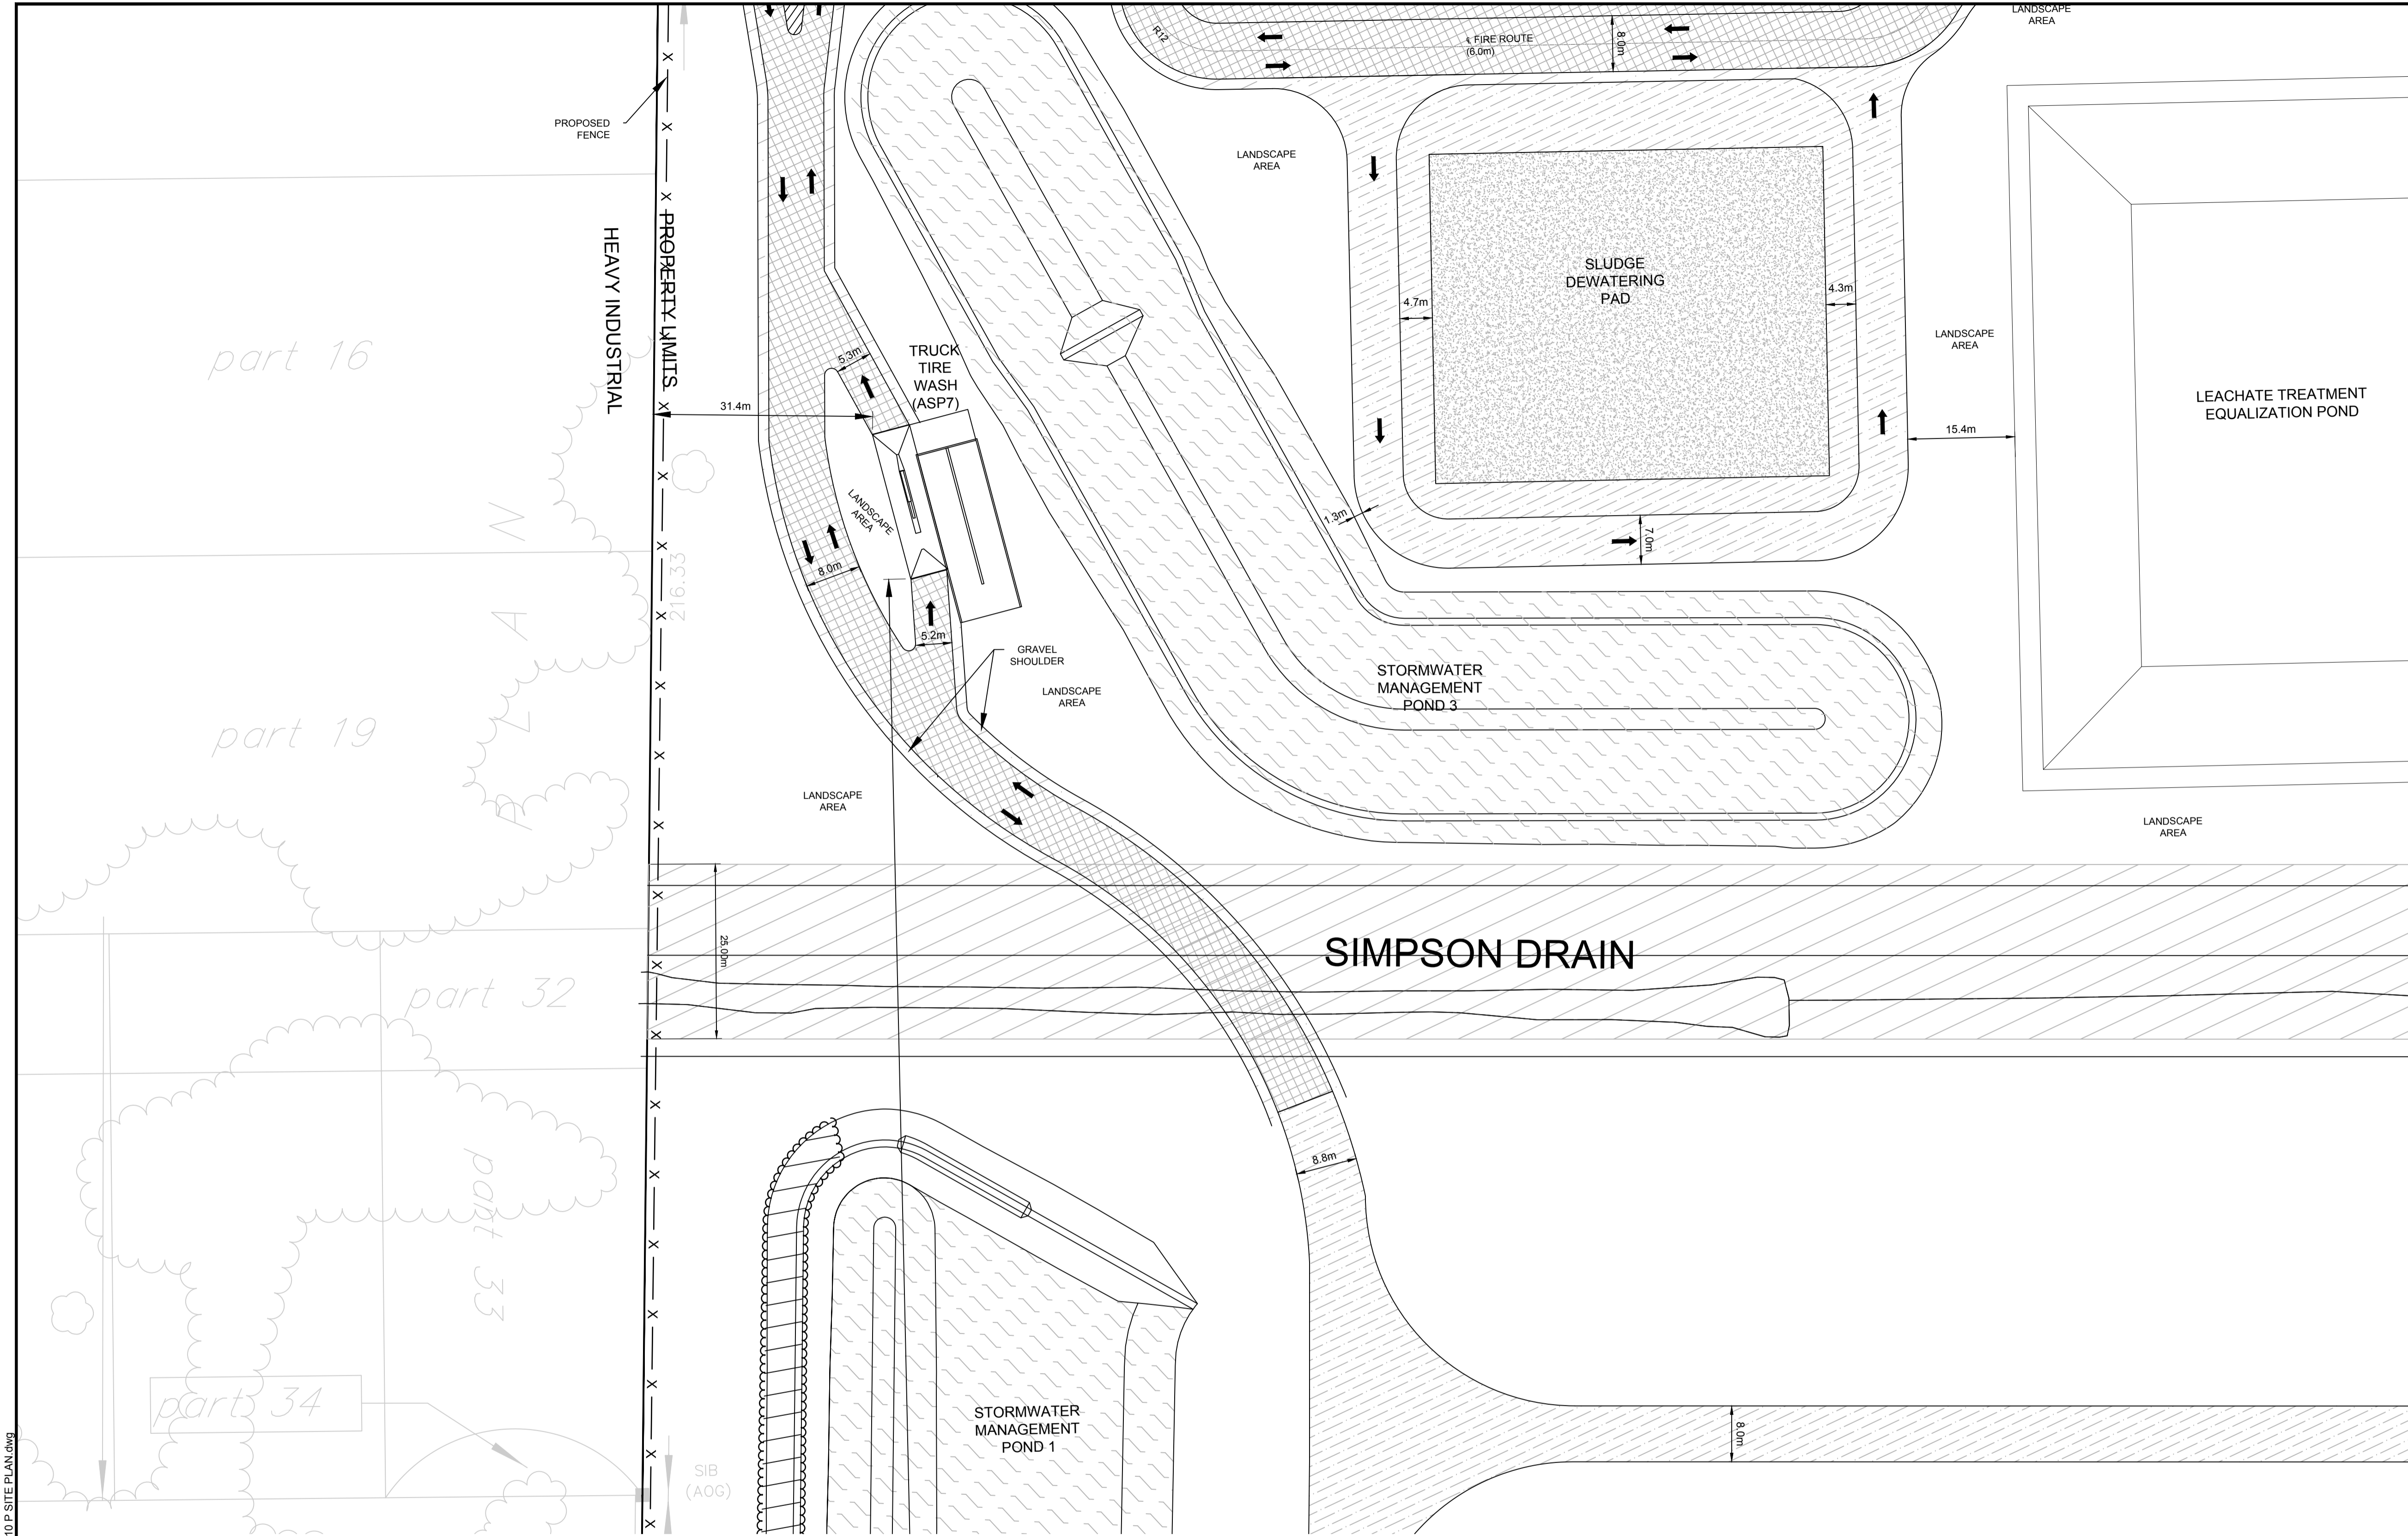 LANDSCAPE
AREA
R12
℄ FIRE ROUTE
(6.0m)
8.0m
PROPOSED
FENCE
LANDSCAPE
AREA
HEAVY INDUSTRIAL
PROPERTY LIMITS
SLUDGE
DEWATERING
PAD
4.7m
4.3m
LANDSCAPE
AREA
part 16
5.3m
TRUCK
TIRE
WASH
(ASP7)
31.4m
LEACHATE TREATMENT
EQUALIZATION POND
15.4m
LANDSCAPE
AREA
1.3m
7.0m
8.0m
216.33
5.2m
GRAVEL
SHOULDER
LANDSCAPE
AREA
STORMWATER
MANAGEMENT
POND 3
part 19
LANDSCAPE
AREA
LANDSCAPE
AREA
25.00m
SIMPSON DRAIN
part 32
8.8m
part 33
STORMWATER
MANAGEMENT
POND 1
part 34
8.0m
SIB
(AOG)
10 P SITE PLAN.dwg